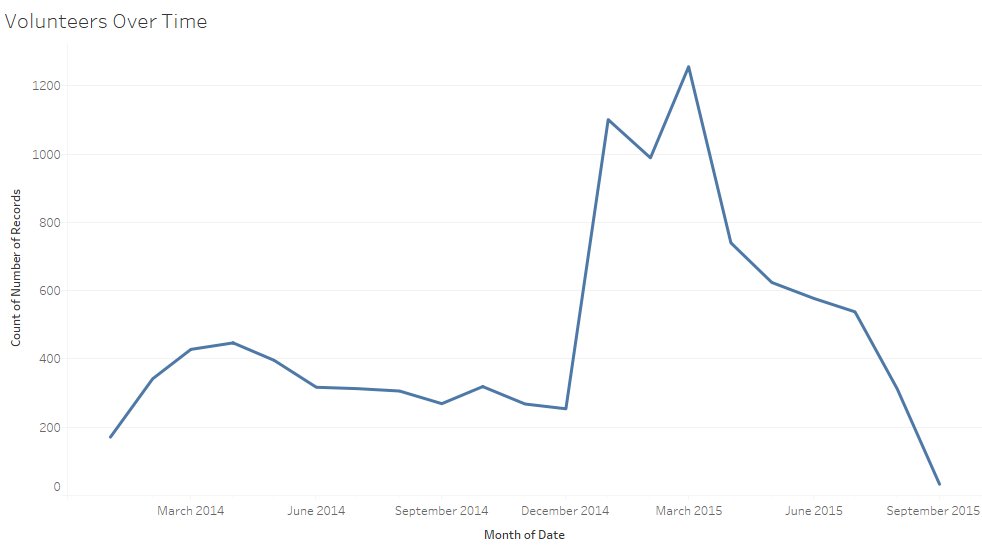 Volunteers Over Time
Count of Number of Records
1200
1000
800
600
400
200
0
March 2014
June 2014
September 2014
December 2014
March 2015
June 2015
September 2015
Month of Date